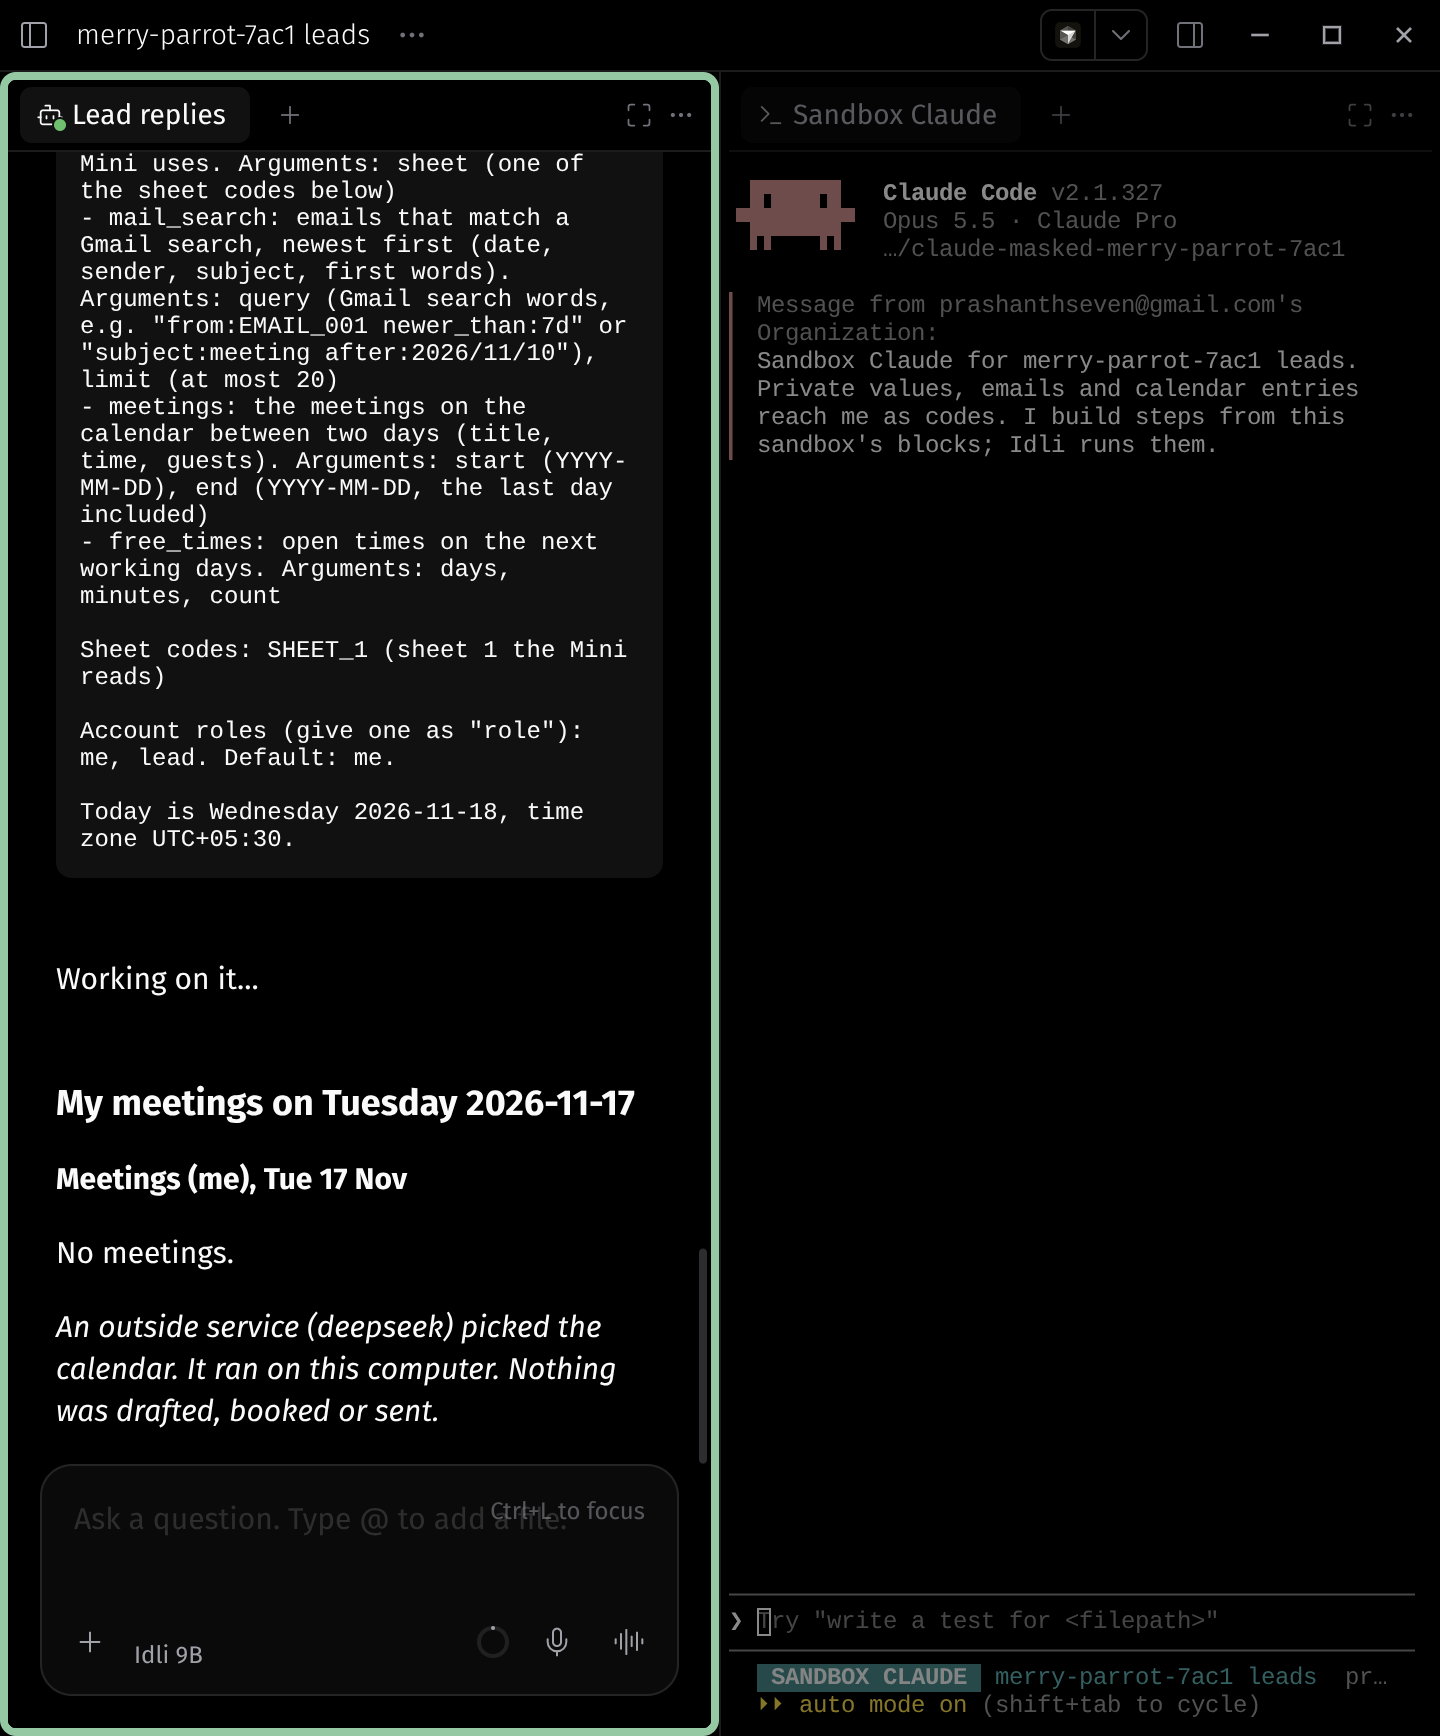 merry-parrot-7ac1 leads
Lead replies
Mini uses. Arguments: sheet (one of
the sheet codes below)
- mail_search: emails that match a
Gmail search, newest first (date,
sender, subject, first words).
Arguments: query (Gmail search words,
e.g. "from:EMAIL_001 newer_than:7d" or
"subject:meeting after:2026/11/10"),
limit (at most 20)
- meetings: the meetings on the
calendar between two days (title,
time, guests). Arguments: start (YYYY-
MM-DD), end (YYYY-MM-DD, the last day
included)
- free_times: open times on the next
working days. Arguments: days,
minutes, count
Sheet codes: SHEET_1 (sheet 1 the Mini
reads)
Account roles (give one as "role"):
me, lead. Default: me.
Today is Wednesday 2026-11-18, time
zone UTC+05:30.
Working on it...
My meetings on Tuesday 2026-11-17
Meetings (me), Tue 17 Nov
No meetings.
An outside service (deepseek) picked the
calendar. It ran on this computer. Nothing
was drafted, booked or sent.
Ask a question. Type @ to add a file.
Ctrl+L to focus
Idli 9B
Sandbox Claude
Claude Code v2.1.327
Opus 5.5 · Claude Pro
…/claude-masked-merry-parrot-7ac1
Message from prashanthseven@gmail.com's
Organization:
Sandbox Claude for merry-parrot-7ac1 leads.
Private values, emails and calendar entries
reach me as codes. I build steps from this
sandbox's blocks; Idli runs them.
❯ Try "write a test for <filepath>"
SANDBOX CLAUDE merry-parrot-7ac1 leads pr…
⏵⏵ auto mode on (shift+tab to cycle)